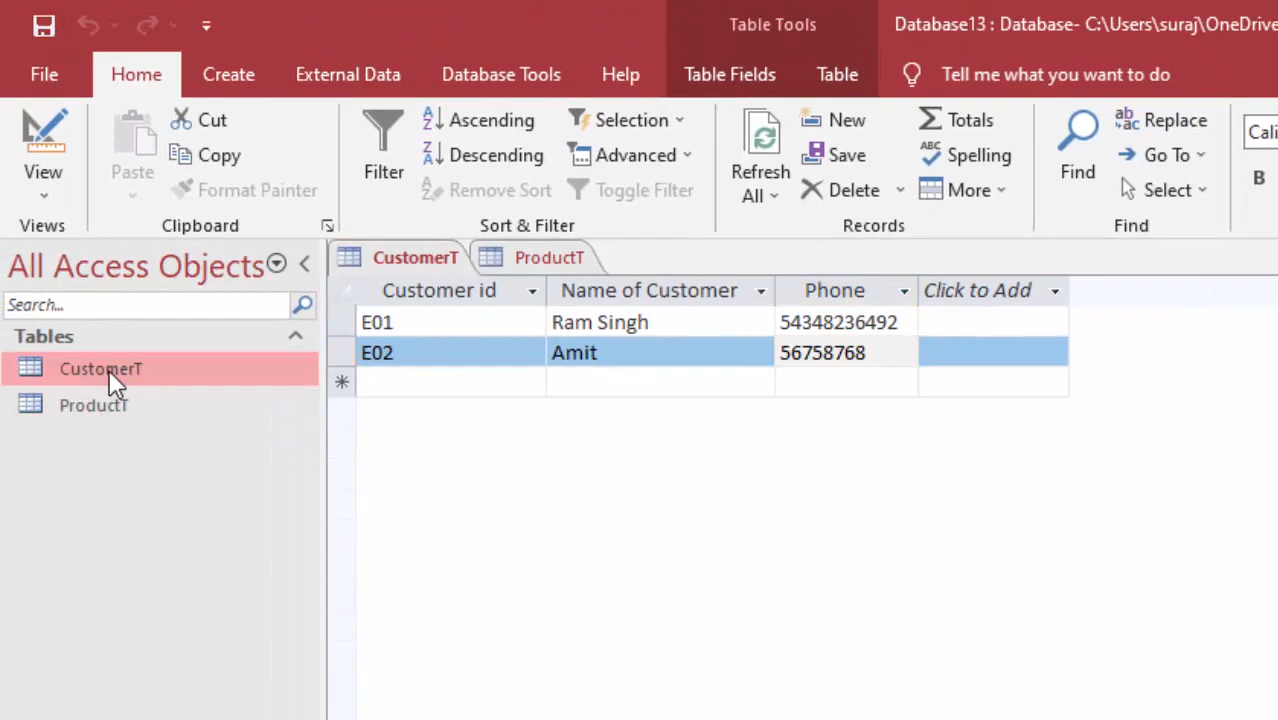 Table Tools
Database13 : Database- C:\Users\suraj\OneDrive
File Home Create External Data Database Tools Help Table Fields Table Tell me what you want to do
View
Views
Paste
Cut
Copy
Format Painter
Clipboard
Filter
Ascending
Descending
Remove Sort
Selection
Advanced
Toggle Filter
Sort & Filter
Refresh
All
New
Save
Delete
Totals
Spelling
More
Records
Find
Replace
Go To
Select
Find
Cali
B
All Access Objects
Search...
Tables
CustomerT
ProductT
CustomerT ProductT
Customer id Name of Customer Phone Click to Add
E01 Ram Singh 54348236492
E02 Amit 56758768